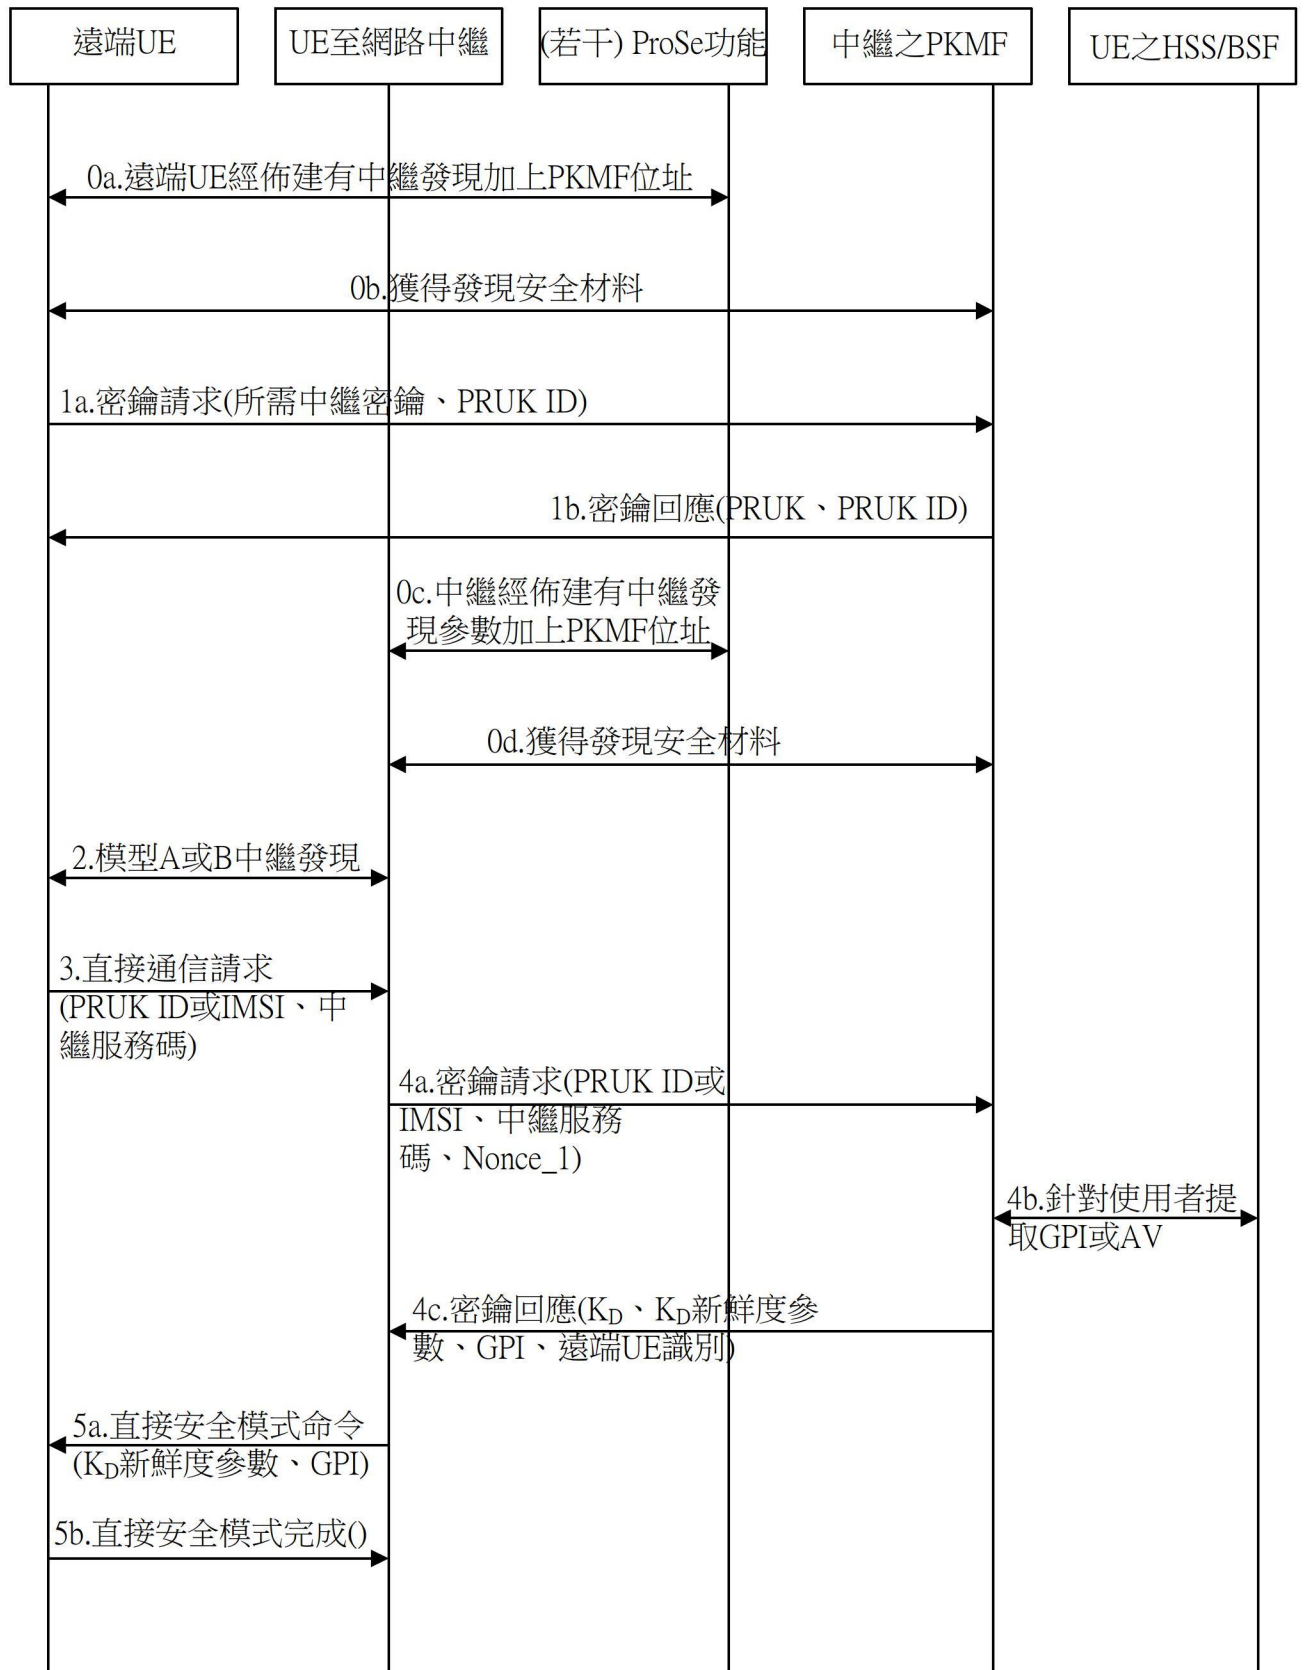 遠端UE
UE至網路中繼
(若干) ProSe功能
中繼之PKMF
UE之HSS/BSF
0a.遠端UE經佈建有中繼發現加上PKMF位址
0b.獲得發現安全材料
1a.密鑰請求(所需中繼密鑰、PRUK ID)
1b.密鑰回應(PRUK、PRUK ID)
0c.中繼經佈建有中繼發
現參數加上PKMF位址
0d.獲得發現安全材料
2.模型A或B中繼發現
3.直接通信請求
(PRUK ID或IMSI、中
繼服務碼)
4a.密鑰請求(PRUK ID或
IMSI、中繼服務
碼、Nonce_1)
4b.針對使用者提
取GPI或AV
4c.密鑰回應(K_D、K_D新鮮度參
數、GPI、遠端UE識別)
5a.直接安全模式命令
(K_D新鮮度參數、GPI)
5b.直接安全模式完成()